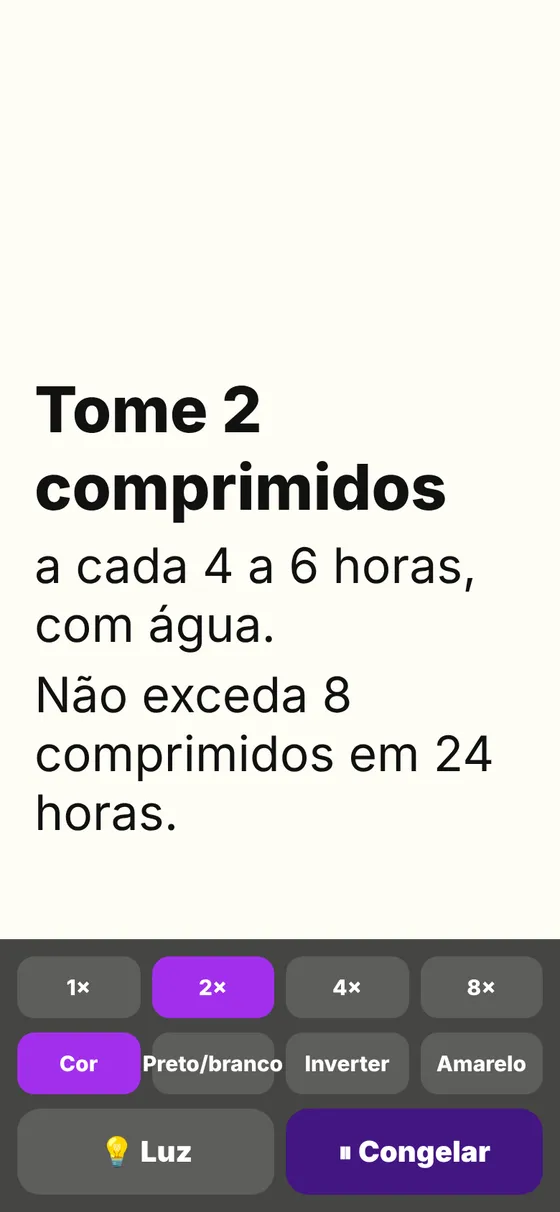 Tome 2
comprimidos
a cada 4 a 6 horas,
com água.
Não exceda 8
comprimidos em 24
horas.
1× 2× 4× 8×
Cor Preto/branco Inverter Amarelo
💡 Luz ⏸ Congelar